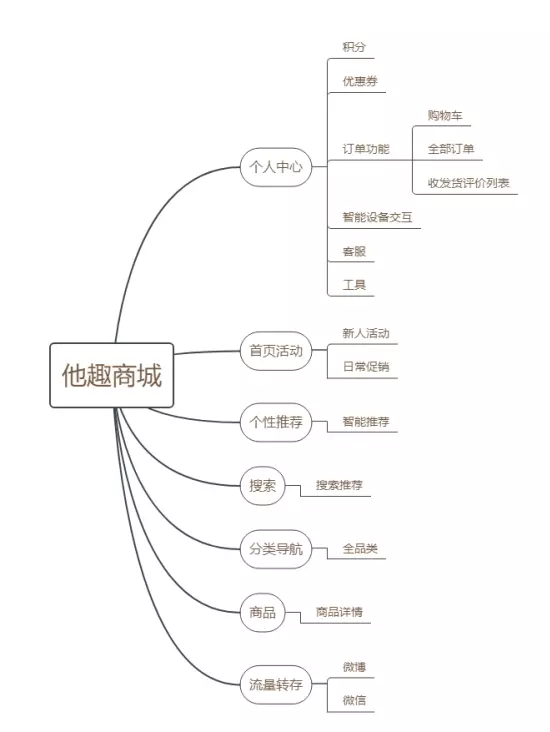 他趣商城
个人中心
积分
优惠券
订单功能
购物车
全部订单
收发货评价列表
智能设备交互
客服
工具
首页活动
新人活动
日常促销
个性推荐
智能推荐
搜索
搜索推荐
分类导航
全品类
商品
商品详情
流量转存
微博
微信